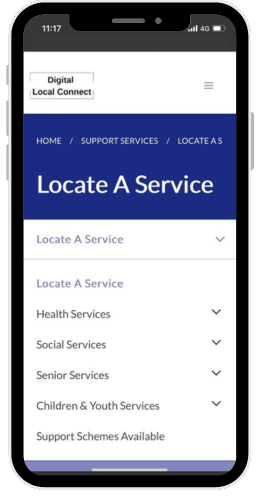 11:17
4G
Digital
Local Connect
HOME / SUPPORT SERVICES / LOCATE A S
Locate A Service
Locate A Service
Locate A Service
Health Services
Social Services
Senior Services
Children & Youth Services
Support Schemes Available